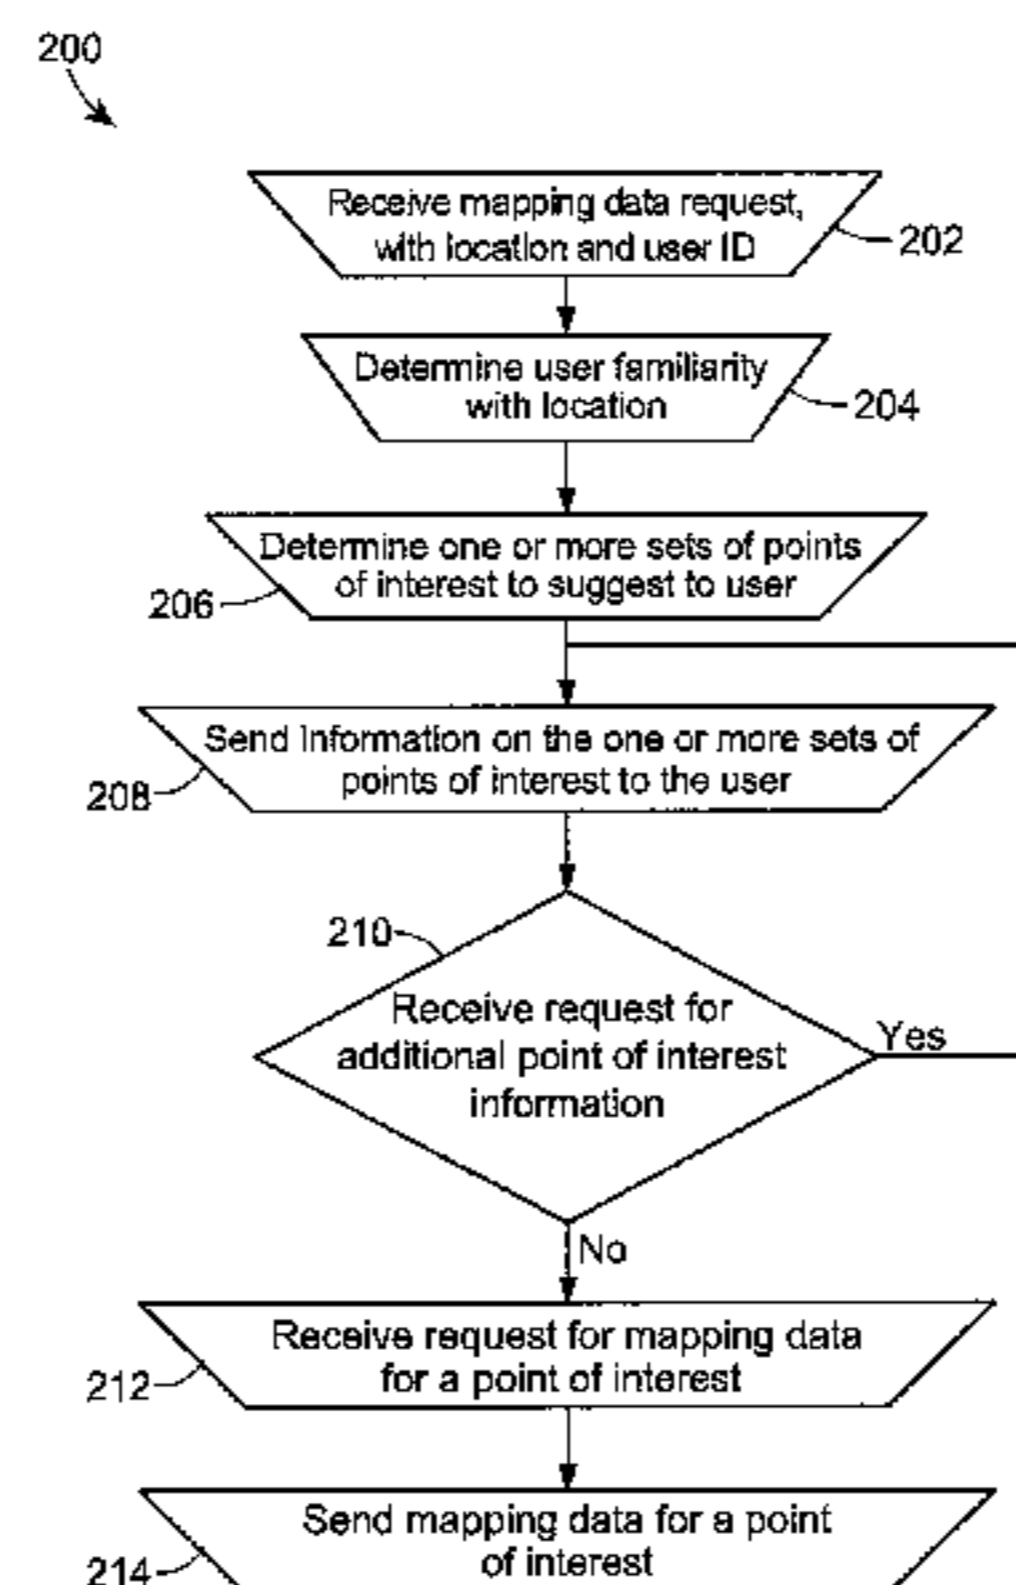 200
Receive mapping data request,
with location and user ID
202
Determine user familiarity
with location
204
Determine one or more sets of points
of interest to suggest to user
206
Send information on the one or more sets of
points of interest to the user
208
210
Receive request for
additional point of interest
information
Yes
No
Receive request for mapping data
for a point of interest
212
Send mapping data for a point
of interest
214